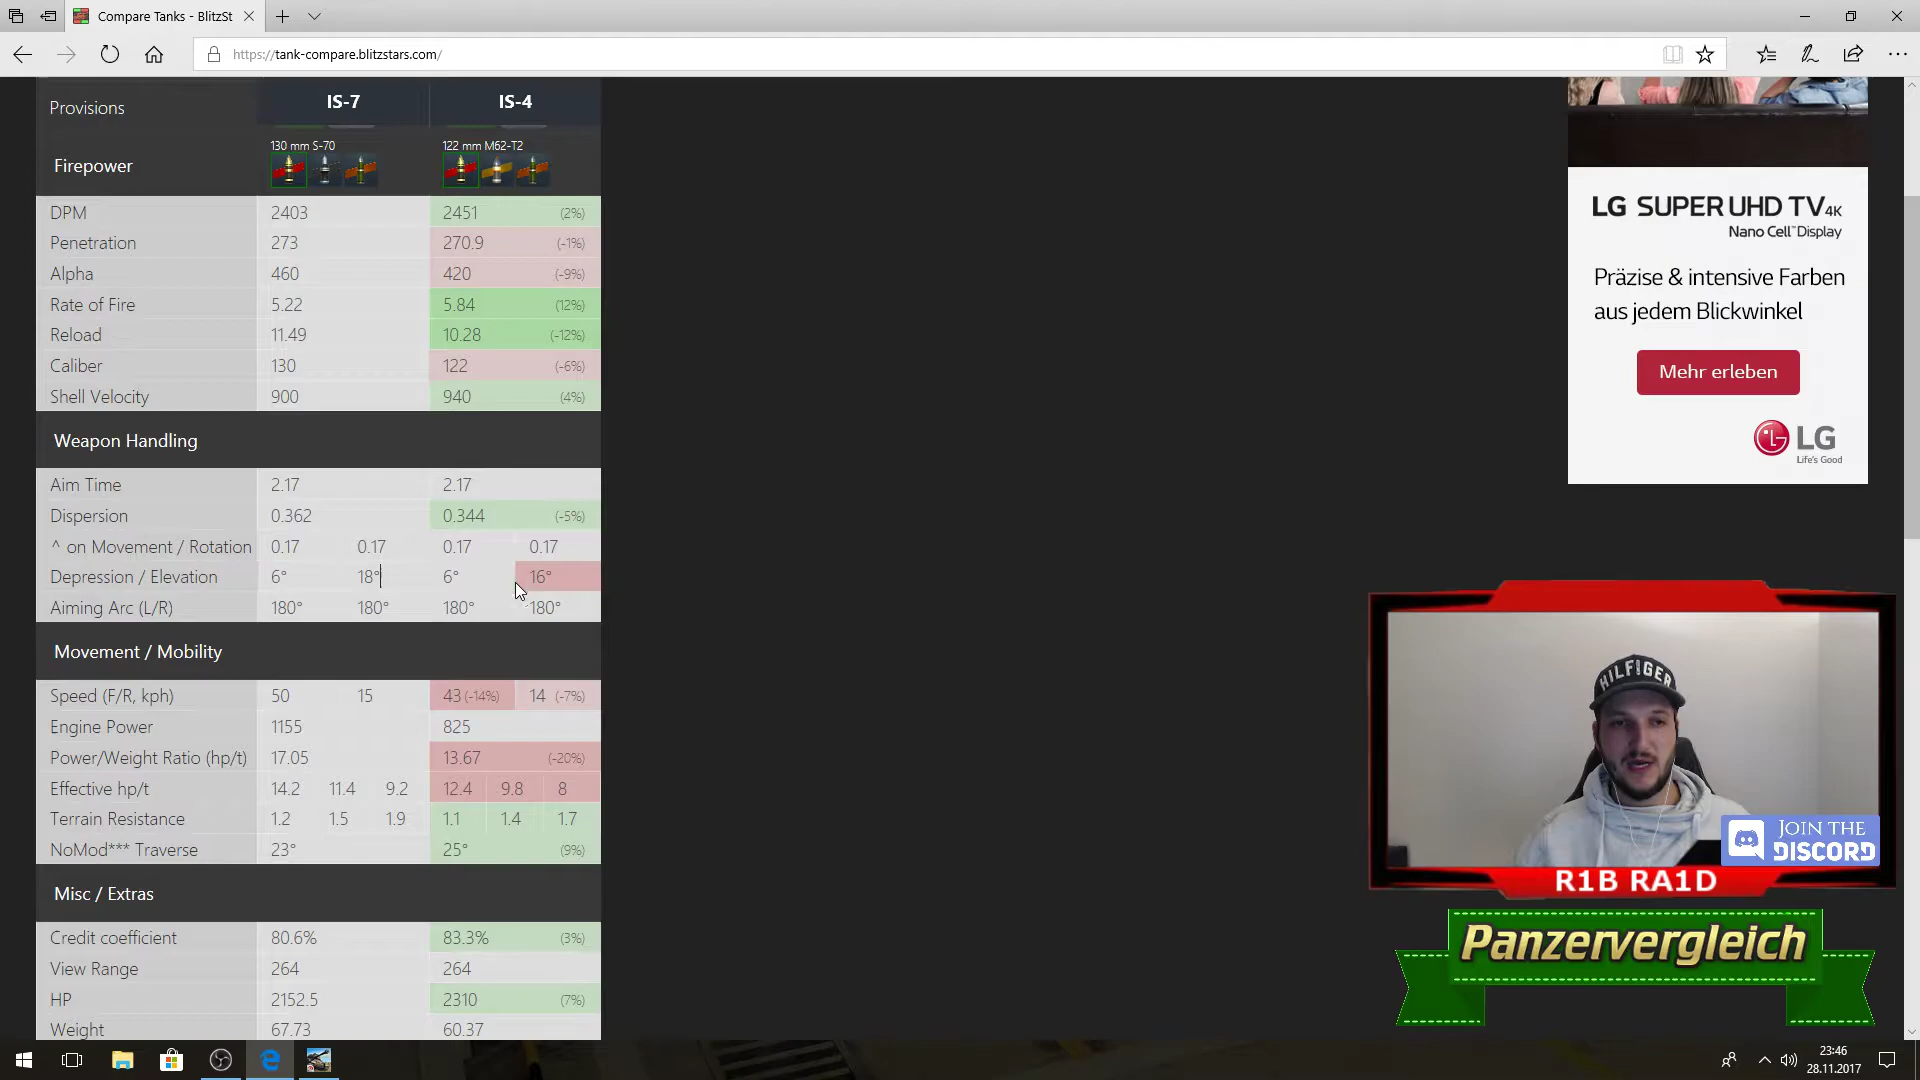 Compare Tanks - BlitzSt
https://tank-compare.blitzstars.com/
Provisions IS-7 IS-4
Firepower 130 mm S-70 122 mm M62-T2
DPM 2403 2451 (2%)
Penetration 273 270.9 (-1%)
Alpha 460 420 (-9%)
Rate of Fire 5.22 5.84 (12%)
Reload 11.49 10.28 (-12%)
Caliber 130 122 (-6%)
Shell Velocity 900 940 (4%)
Weapon Handling
Aim Time 2.17 2.17
Dispersion 0.362 0.344 (-5%)
^ on Movement / Rotation 0.17 0.17 0.17 0.17
Depression / Elevation 6° 18° 6° 16°
Aiming Arc (L/R) 180° 180° 180° 180°
Movement / Mobility
Speed (F/R, kph) 50 15 43 (-14%) 14 (-7%)
Engine Power 1155 825
Power/Weight Ratio (hp/t) 17.05 13.67 (-20%)
Effective hp/t 14.2 11.4 9.2 12.4 9.8 8
Terrain Resistance 1.2 1.5 1.9 1.1 1.4 1.7
NoMod*** Traverse 23° 25° (9%)
Misc / Extras
Credit coefficient 80.6% 83.3% (3%)
View Range 264 264
HP 2152.5 2310 (7%)
Weight 67.73 60.37
LG SUPER UHD TV 4K
Nano Cell™ Display
Präzise & intensive Farben
aus jedem Blickwinkel
Mehr erleben
LG
Life's Good
HILFIGER
JOIN THE
DISCORD
R1B RA1D
Panzervergleich
23:46
28.11.2017